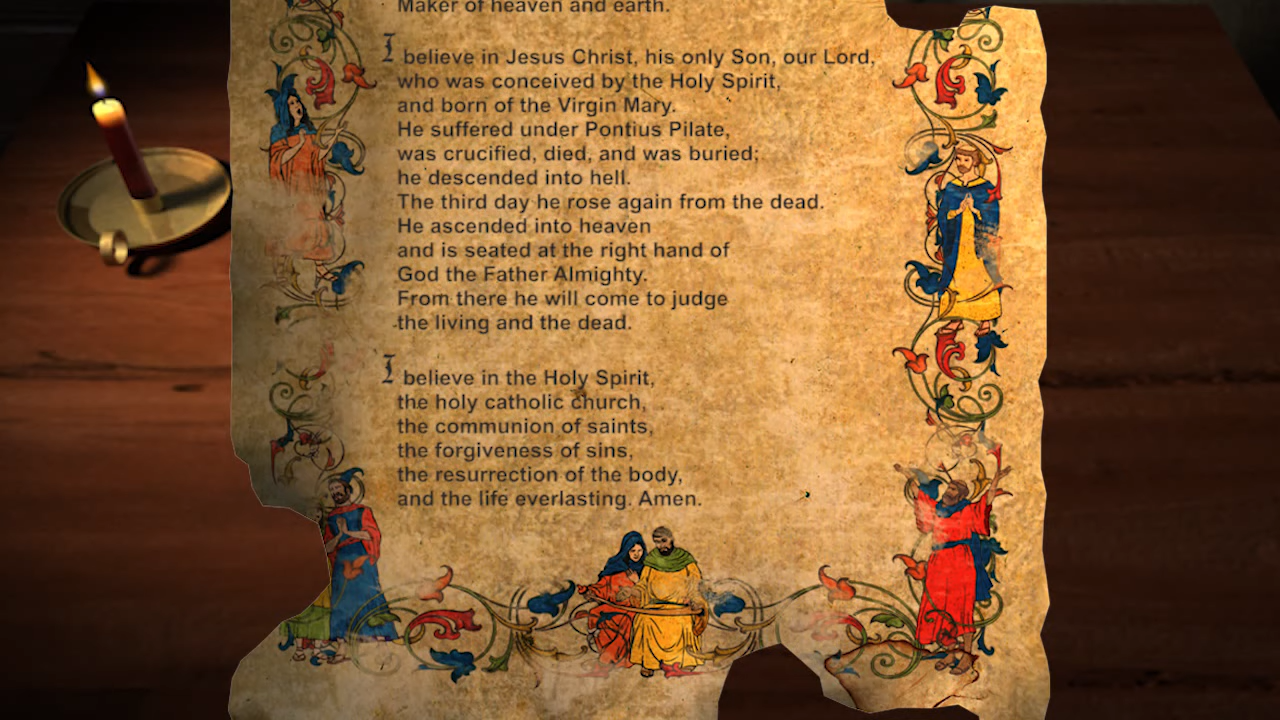 Maker of heaven and earth.
I believe in Jesus Christ, his only Son, our Lord,
who was conceived by the Holy Spirit,
and born of the Virgin Mary.
He suffered under Pontius Pilate,
was crucified, died, and was buried;
he descended into hell.
The third day he rose again from the dead.
He ascended into heaven
and is seated at the right hand of
God the Father Almighty.
From there he will come to judge
the living and the dead.
I believe in the Holy Spirit,
the holy catholic church,
the communion of saints,
the forgiveness of sins,
the resurrection of the body,
and the life everlasting. Amen.